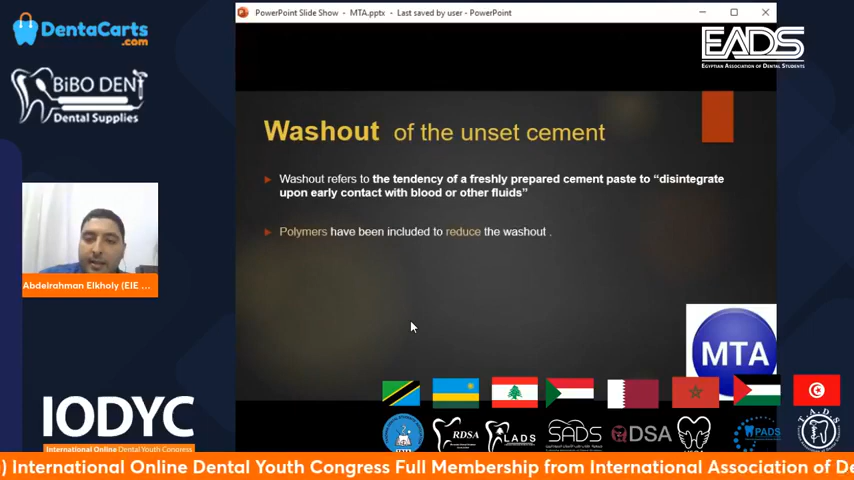 DentaCarts
.com
BiBO DENT
Dental Supplies
PowerPoint Slide Show - MTA.pptx - Last saved by user - PowerPoint
EADS
EGYPTIAN ASSOCIATION OF DENTAL STUDENTS
Washout of the unset cement
Washout refers to the tendency of a freshly prepared cement paste to “disintegrate
upon early contact with blood or other fluids”
Polymers have been included to reduce the washout .
Abdelrahman Elkholy (EIE ...
MTA
IODYC
International Online Dental Youth Congress
RDSA
LADS
SADS
DSA
PADS
T.A.D.S
) International Online Dental Youth Congress Full Membership from International Association of De